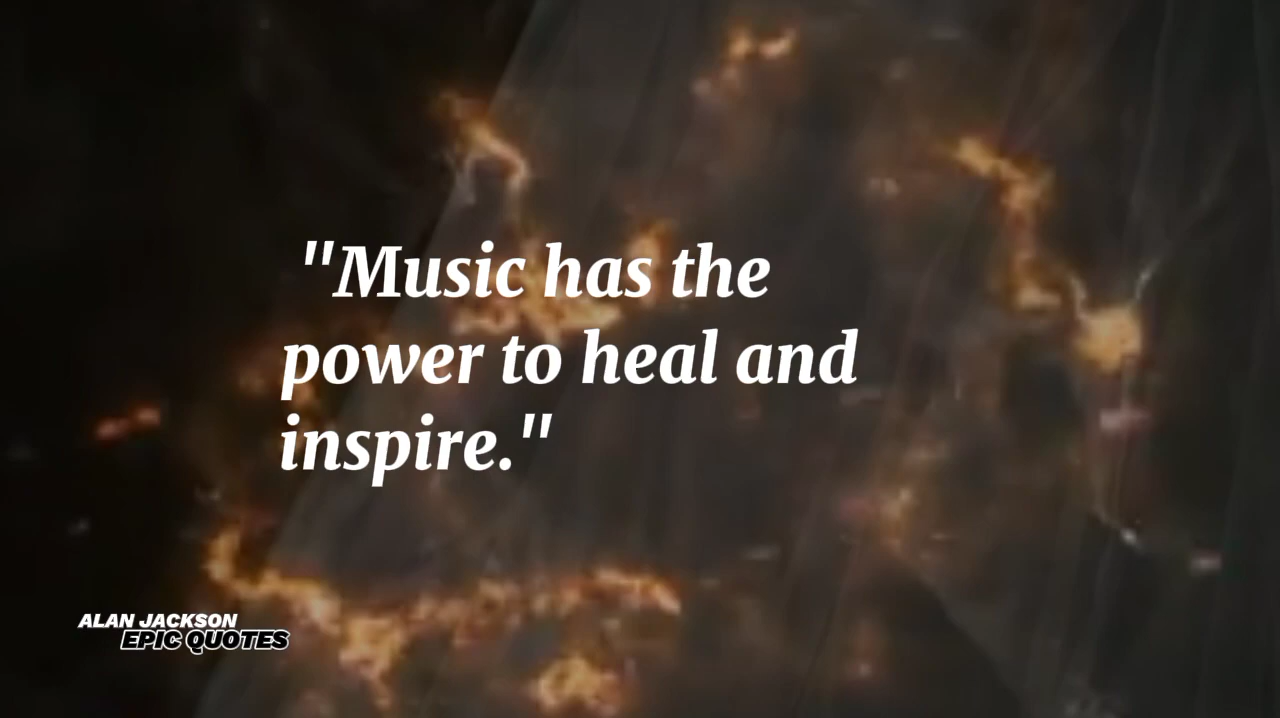 "Music has the
power to heal and
inspire."
ALAN JACKSON
EPIC QUOTES